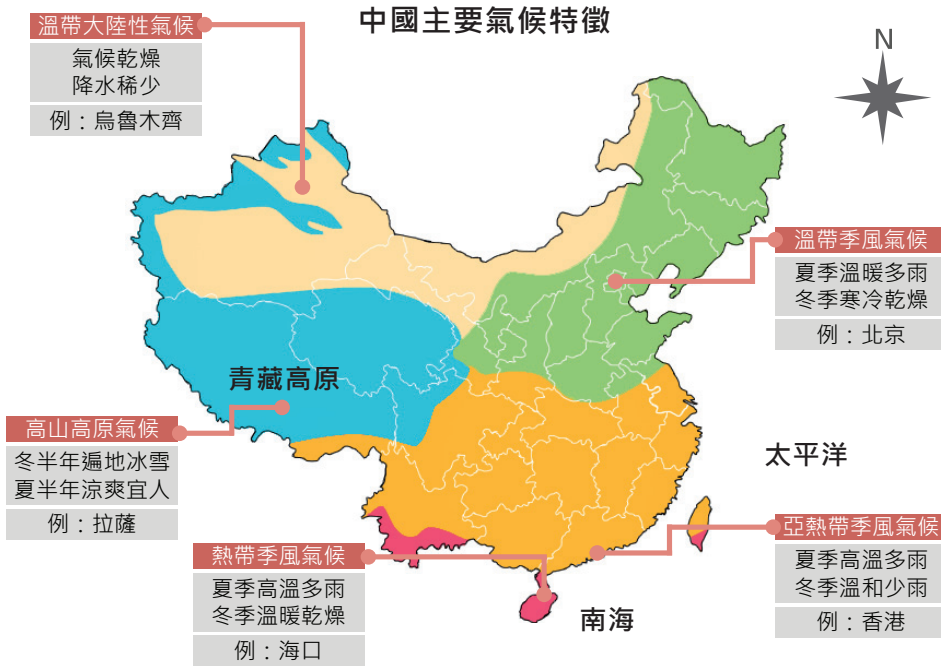 中國主要氣候特徵
溫帶大陸性氣候
氣候乾燥
降水稀少
例：烏魯木齊
N
溫帶季風氣候
夏季溫暖多雨
冬季寒冷乾燥
例：北京
青藏高原
高山高原氣候
冬半年遍地冰雪
夏半年涼爽宜人
例：拉薩
太平洋
熱帶季風氣候
夏季高溫多雨
冬季溫暖乾燥
例：海口
南海
亞熱帶季風氣候
夏季高溫多雨
冬季溫和少雨
例：香港